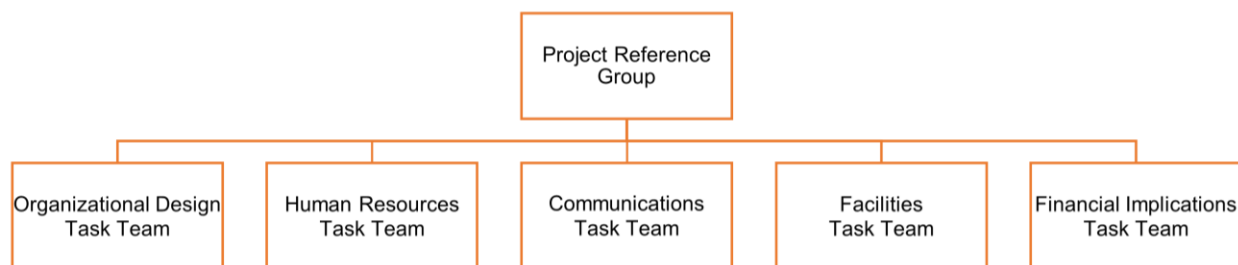 Project Reference
Group
Organizational Design
Task Team
Human Resources
Task Team
Communications
Task Team
Facilities
Task Team
Financial Implications
Task Team